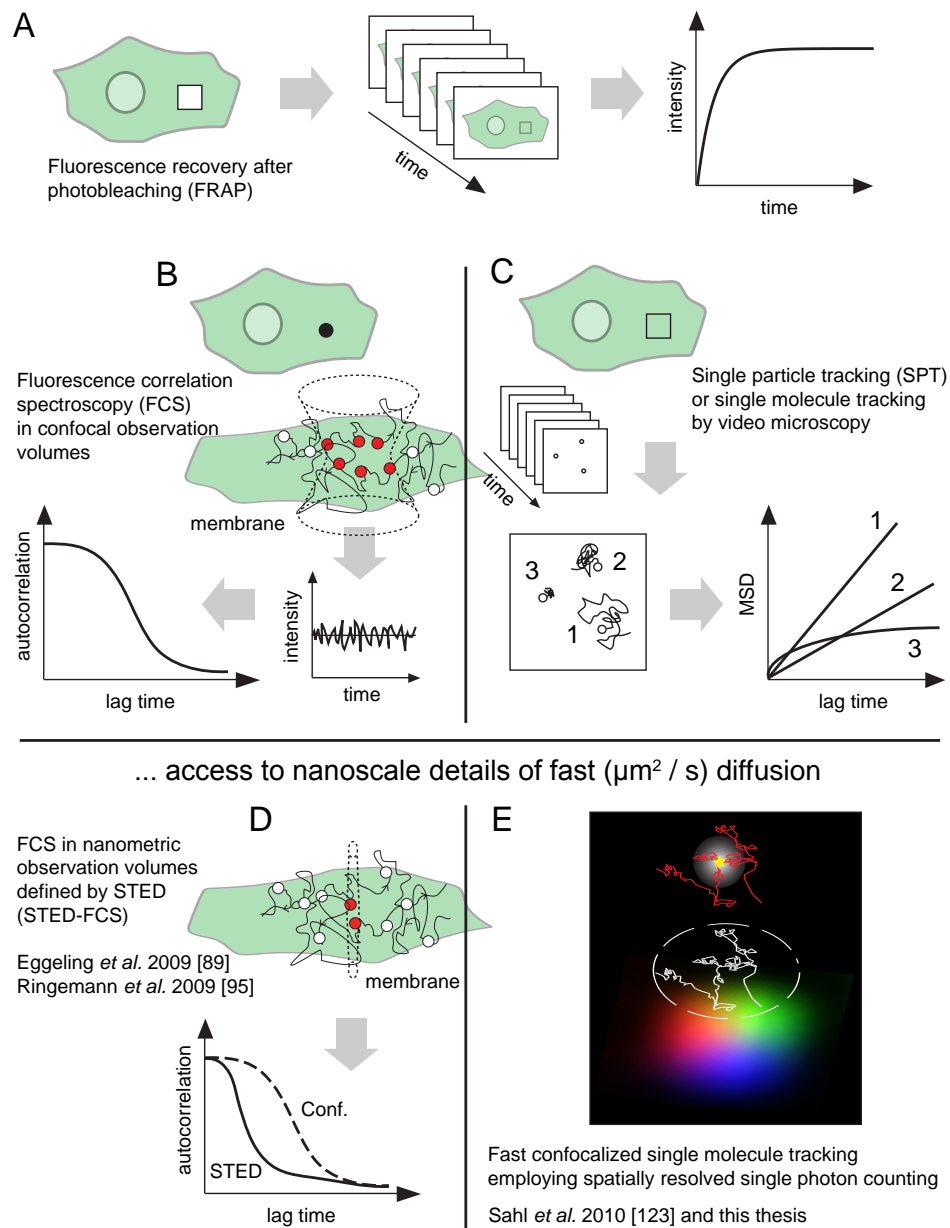 A
Fluorescence recovery after
photobleaching (FRAP)
time
intensity
time
B
Fluorescence correlation
spectroscopy (FCS)
in confocal observation
volumes
membrane
autocorrelation
lag time
intensity
time
C
Single particle tracking (SPT)
or single molecule tracking
by video microscopy
time
3
2
1
MSD
1
2
3
lag time
... access to nanoscale details of fast (μm² / s) diffusion
D
FCS in nanometric
observation volumes
defined by STED
(STED-FCS)
Eggeling et al. 2009 [89]
Ringemann et al. 2009 [95]
membrane
autocorrelation
Conf.
STED
lag time
E
Fast confocalized single molecule tracking
employing spatially resolved single photon counting
Sahl et al. 2010 [123] and this thesis